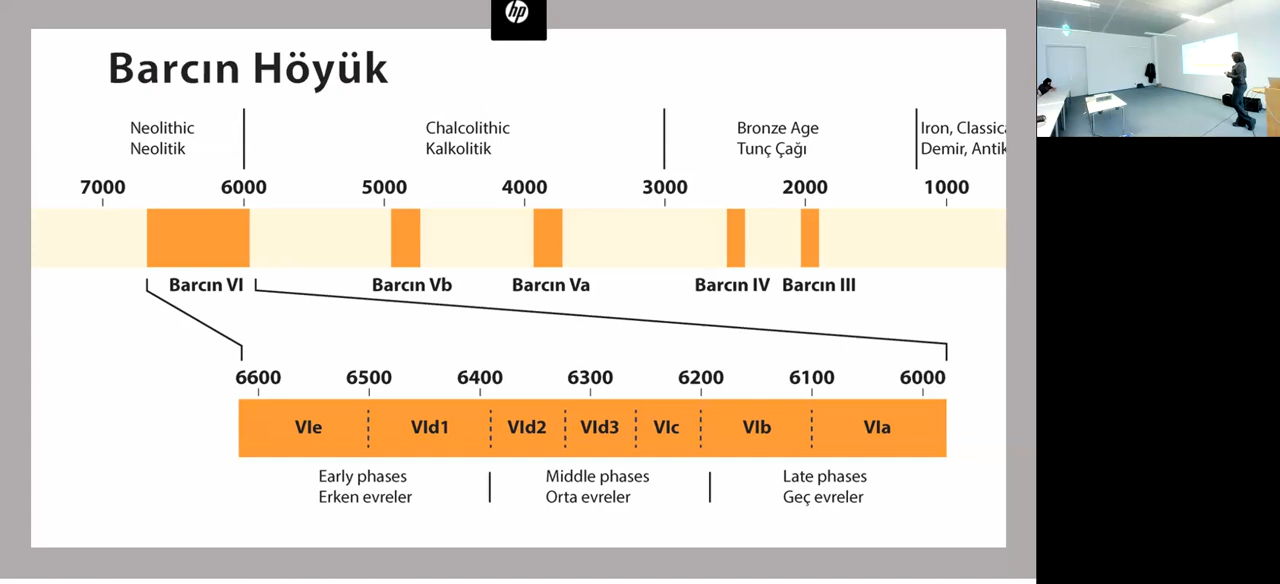 hp
Barcın Höyük
Neolithic
Neolitik
Chalcolithic
Kalkolitik
Bronze Age
Tunç Çağı
Iron, Classica
Demir, Antik
7000 6000 5000 4000 3000 2000 1000
Barcın VI Barcın Vb Barcın Va Barcın IV Barcın III
6600 6500 6400 6300 6200 6100 6000
VIe VId1 VId2 VId3 VIc VIb VIa
Early phases
Erken evreler
Middle phases
Orta evreler
Late phases
Geç evreler